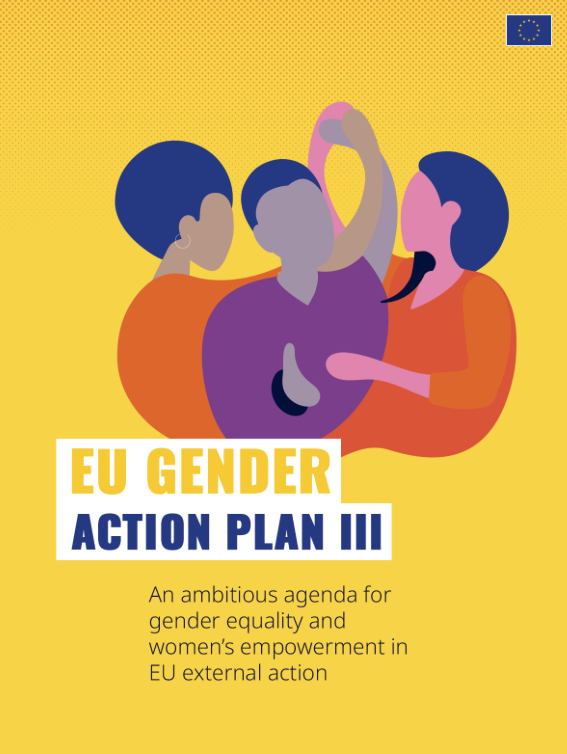 EU GENDER
ACTION PLAN III
An ambitious agenda for
gender equality and
women’s empowerment in
EU external action